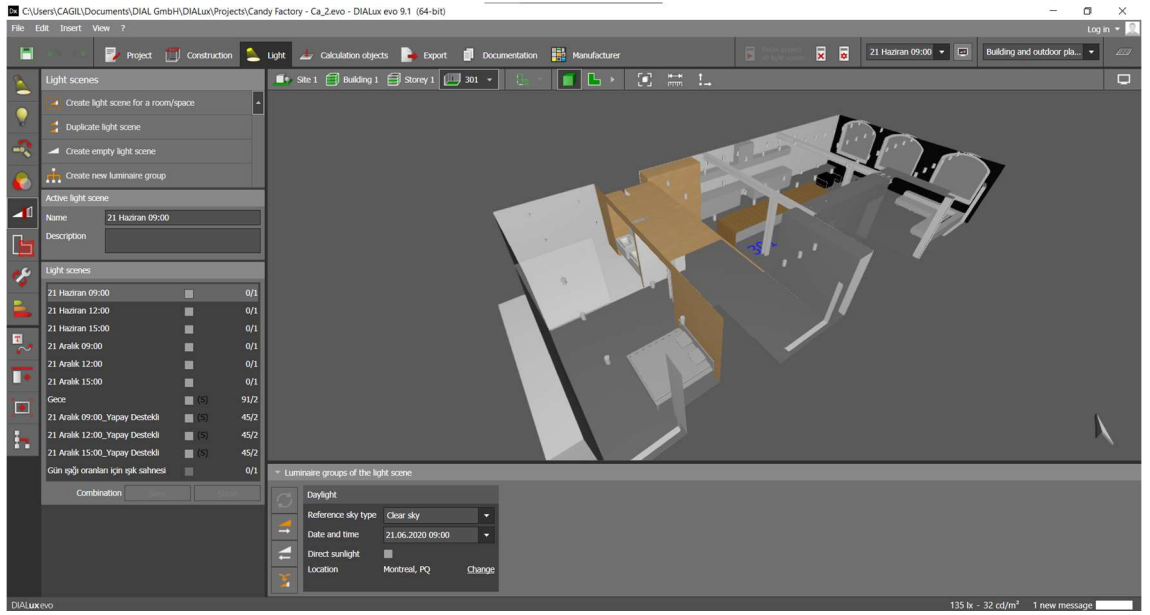 C:\Users\CAGIL\Documents\DIAL GmbH\DIALux\Projects\Candy Factory - Ca_2.evo - DIALux evo 9.1 (64-bit)
File Edit Insert View ?
Log in
Project Construction Light Calculation objects Export Documentation Manufacturer
21 Haziran 09:00 Building and outdoor pla...
Light scenes
Site 1 Building 1 Storey 1 301
Create light scene for a room/space
Duplicate light scene
Create empty light scene
Create new luminaire group
Active light scene
Name 21 Haziran 09:00
Description
Light scenes
21 Haziran 09:00 0/1
21 Haziran 12:00 0/1
21 Haziran 15:00 0/1
21 Aralık 09:00 0/1
21 Aralık 12:00 0/1
21 Aralık 15:00 0/1
Gece (S) 91/2
21 Aralık 09:00_Yapay Destekli (S) 45/2
21 Aralık 12:00_Yapay Destekli (S) 45/2
21 Aralık 15:00_Yapay Destekli (S) 45/2
Gün ışığı oranları için ışık sahnesi 0/1
Combination
Luminaire groups of the light scene
Daylight
Reference sky type Clear sky
Date and time 21.06.2020 09:00
Direct sunlight
Location Montreal, PQ Change
DIALux evo
135 lx - 32 cd/m² 1 new message